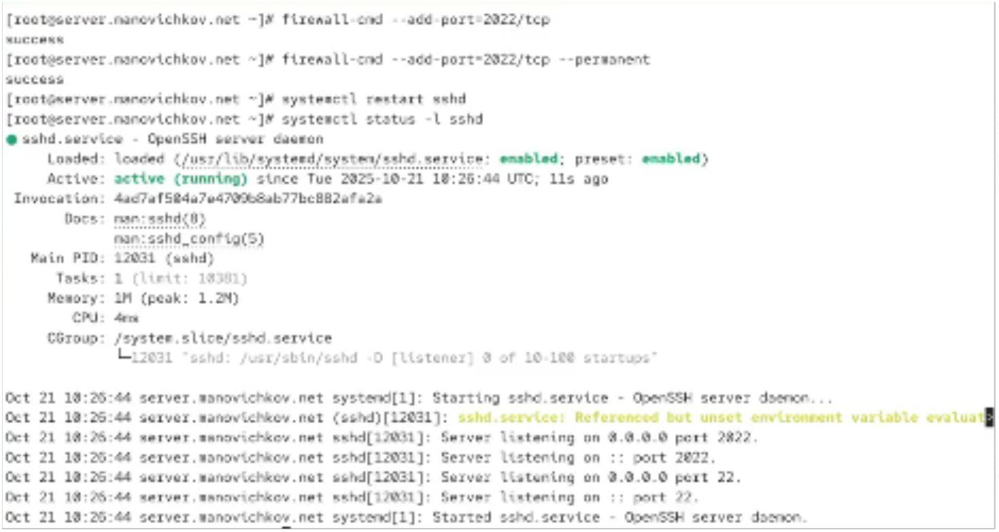 [root@server.manovichkov.net ~]# firewall-cmd --add-port=2022/tcp
success
[root@server.manovichkov.net ~]# firewall-cmd --add-port=2022/tcp --permanent
success
[root@server.manovichkov.net ~]# systemctl restart sshd
[root@server.manovichkov.net ~]# systemctl status -l sshd
● sshd.service - OpenSSH server daemon
Loaded: loaded (/usr/lib/systemd/system/sshd.service; enabled; preset: enabled)
Active: active (running) since Tue 2025-10-21 10:26:44 UTC; 11s ago
Invocation: 4ad7af504a7e4709b8ab77bc882afa2a
Docs: man:sshd(8)
man:sshd_config(5)
Main PID: 12031 (sshd)
Tasks: 1 (limit: 10381)
Memory: 1M (peak: 1.2M)
CPU: 4ms
CGroup: /system.slice/sshd.service
└─12031 "sshd: /usr/sbin/sshd -D [listener] 0 of 10-100 startups"
Oct 21 10:26:44 server.manovichkov.net systemd[1]: Starting sshd.service - OpenSSH server daemon...
Oct 21 10:26:44 server.manovichkov.net (sshd)[12031]: sshd.service: Referenced but unset environment variable evaluat>
Oct 21 10:26:44 server.manovichkov.net sshd[12031]: Server listening on 0.0.0.0 port 2022.
Oct 21 10:26:44 server.manovichkov.net sshd[12031]: Server listening on :: port 2022.
Oct 21 10:26:44 server.manovichkov.net sshd[12031]: Server listening on 0.0.0.0 port 22.
Oct 21 10:26:44 server.manovichkov.net sshd[12031]: Server listening on :: port 22.
Oct 21 10:26:44 server.manovichkov.net systemd[1]: Started sshd.service - OpenSSH server daemon.